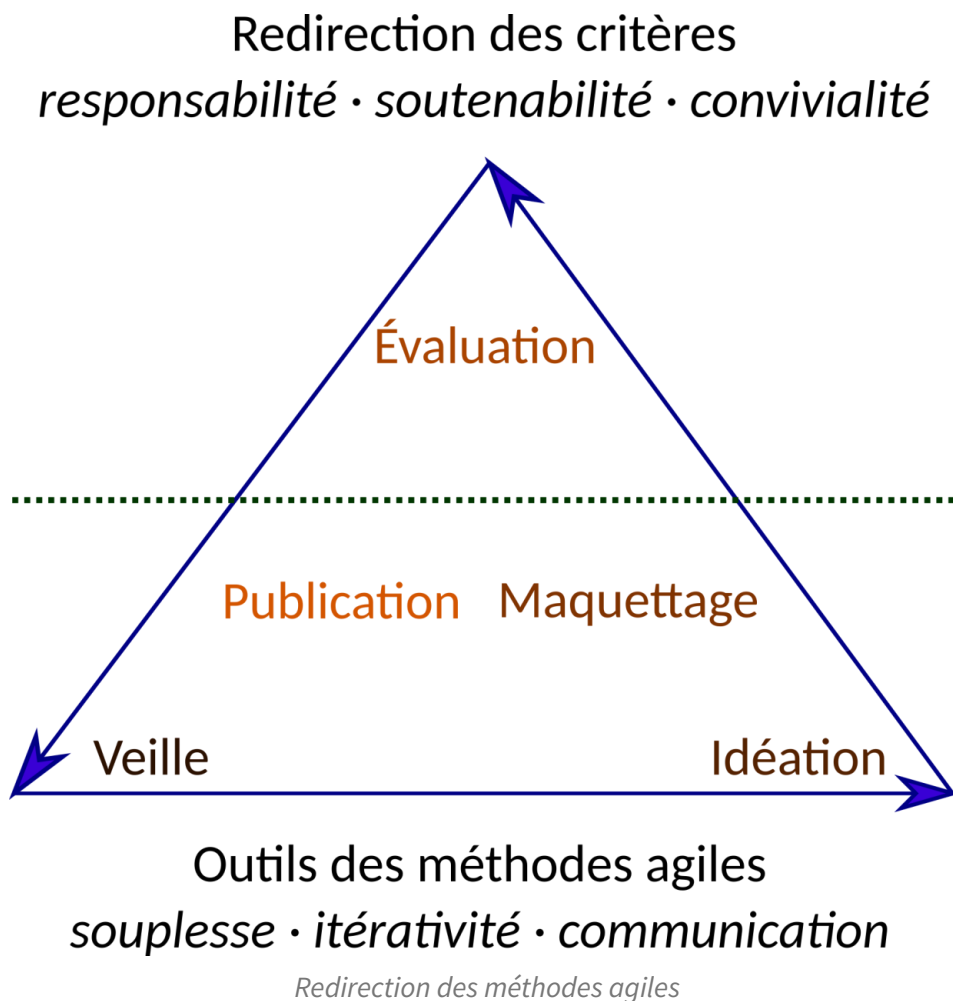 Redirection des critères
responsabilité · soutenabilité · convivialité
Évaluation
Publication Maquettage
Veille Idéation
Outils des méthodes agiles
souplesse · itérativité · communication
Redirection des méthodes agiles